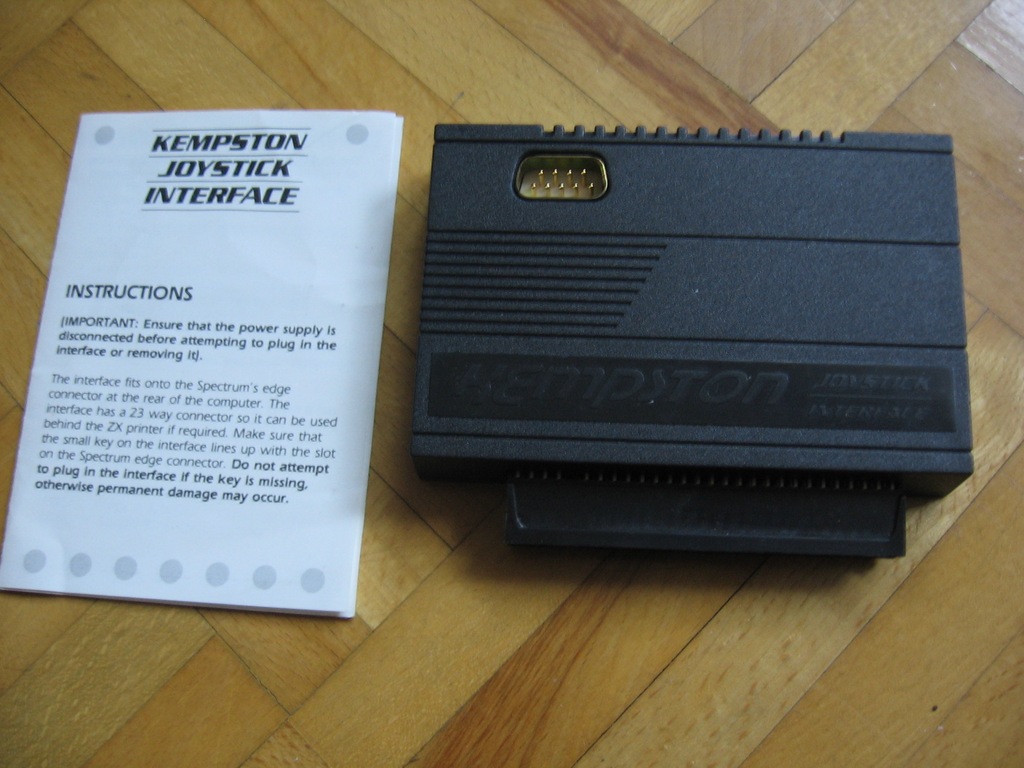 KEMPSTON
JOYSTICK
INTERFACE
INSTRUCTIONS
(IMPORTANT: Ensure that the power supply is
disconnected before attempting to plug in the
interface or removing it).
The interface fits onto the Spectrum's edge
connector at the rear of the computer. The
interface has a 23 way connector so it can be used
behind the ZX printer if required. Make sure that
the small key on the interface lines up with the slot
on the Spectrum edge connector. Do not attempt
to plug in the interface if the key is missing,
otherwise permanent damage may occur.
KEMPSTON
JOYSTICK
INTERFACE